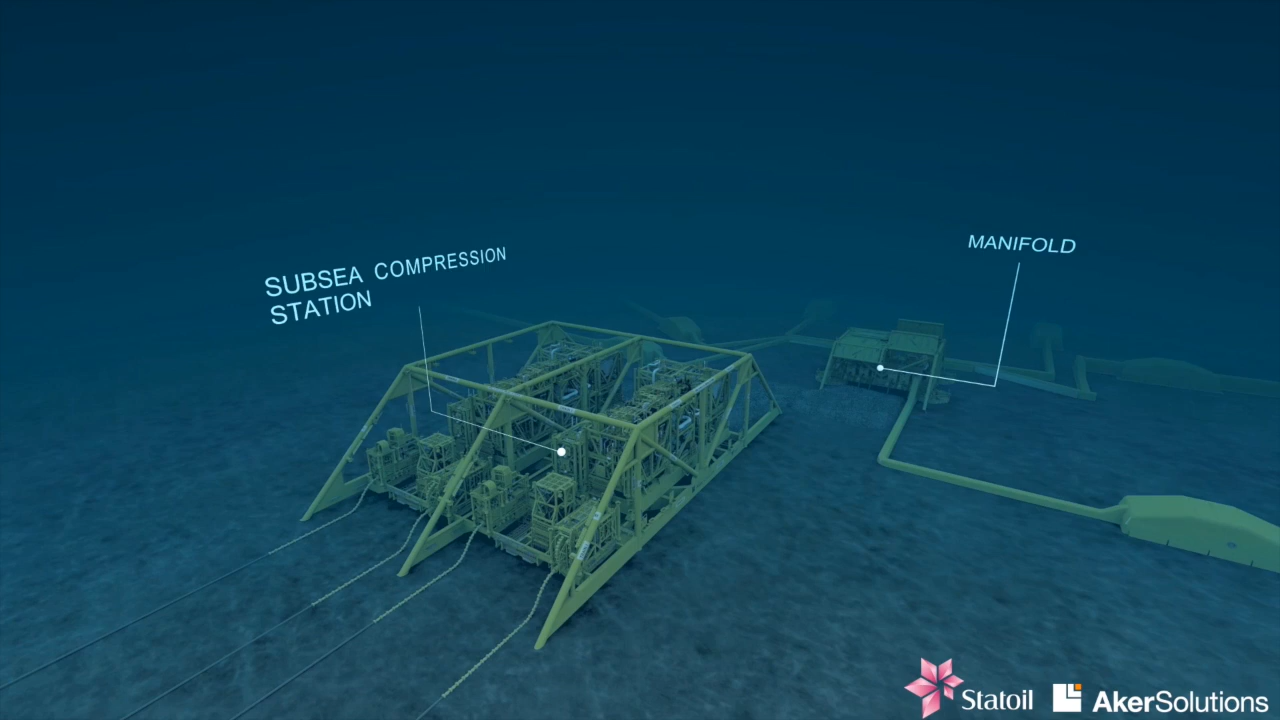 SUBSEA COMPRESSION
STATION
MANIFOLD
Statoil
AkerSolutions